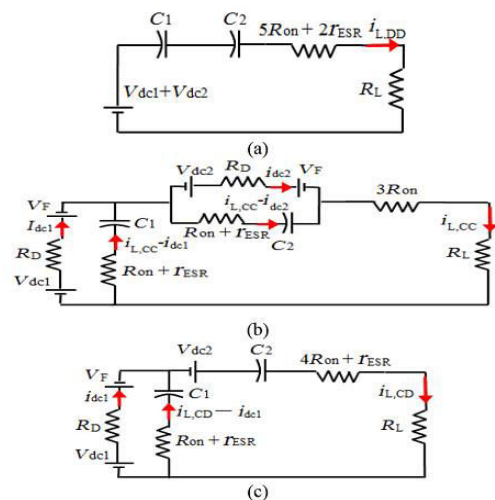 C1 C2 5Ron + 2rESR iL,DD
Vdc1+Vdc2
RL
(a)
Vdc2 RD idc2 VF
VF
Idc1
C1
iL,CC-idc1
iL,CC-idc2
Ron + rESR
C2
3Ron
iL,CC
RD
Ron + rESR
RL
Vdc1
(b)
Vdc2 C2 4Ron + rESR
VF
idc1
C1
iL,CD — idc1
iL,CD
RD
Ron + rESR
RL
Vdc1
(c)